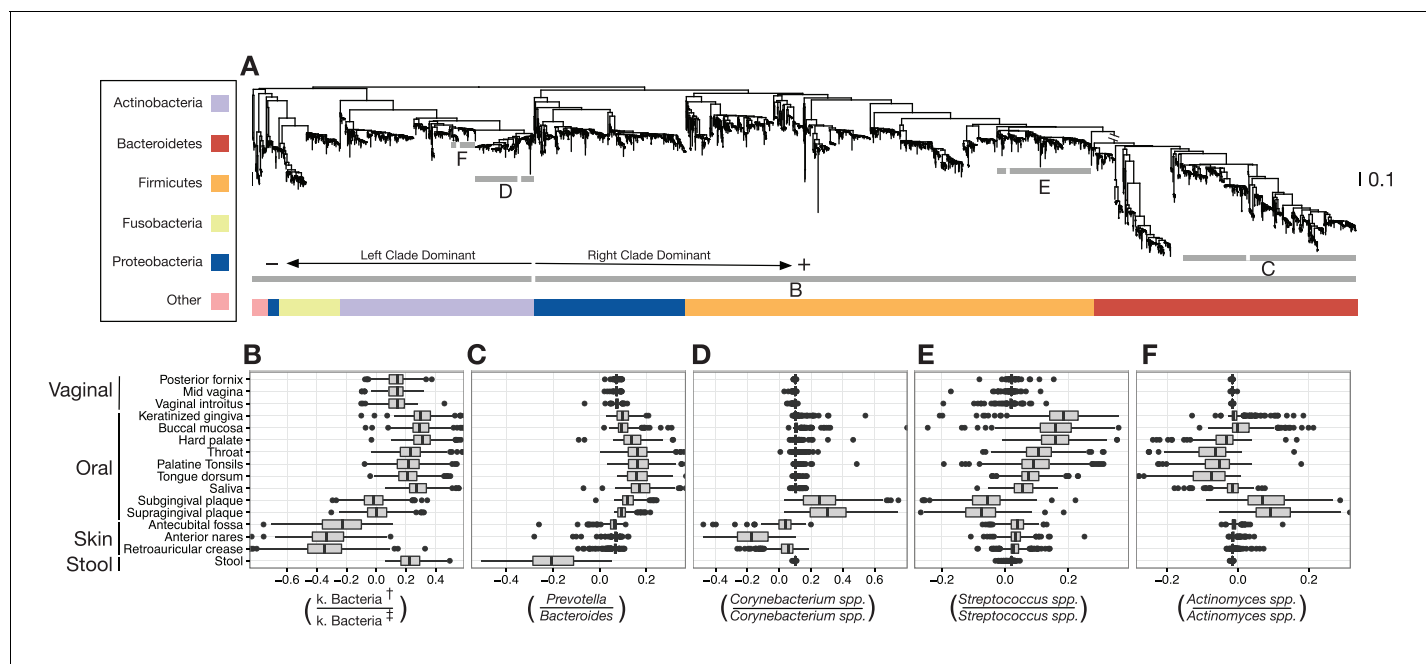 A
Actinobacteria
Bacteroidetes
Firmicutes
Fusobacteria
Proteobacteria
Other
F
D
E
0.1
C
− Left Clade Dominant Right Clade Dominant +
B
B C D E F
Vaginal
Posterior fornix
Mid vagina
Vaginal introitus
Oral
Keratinized gingiva
Buccal mucosa
Hard palate
Throat
Palatine Tonsils
Tongue dorsum
Saliva
Subgingival plaque
Supragingival plaque
Skin
Antecubital fossa
Anterior nares
Retroauricular crease
Stool
Stool
−0.6 −0.4 0.0 0.2 0.4
−0.4 0.0 0.2
−0.4 −0.2 0.0 0.2 0.4 0.6
−0.2 0.0 0.2
−0.2 0.0 0.2
( k. Bacteria † / k. Bacteria ‡ )
( Prevotella / Bacteroides )
( Corynebacterium spp. / Corynebacterium spp. )
( Streptococcus spp. / Streptococcus spp. )
( Actinomyces spp. / Actinomyces spp. )